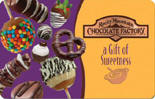 Rocky Mountain
CHOCOLATE FACTORY
a Gift of
Sweetness